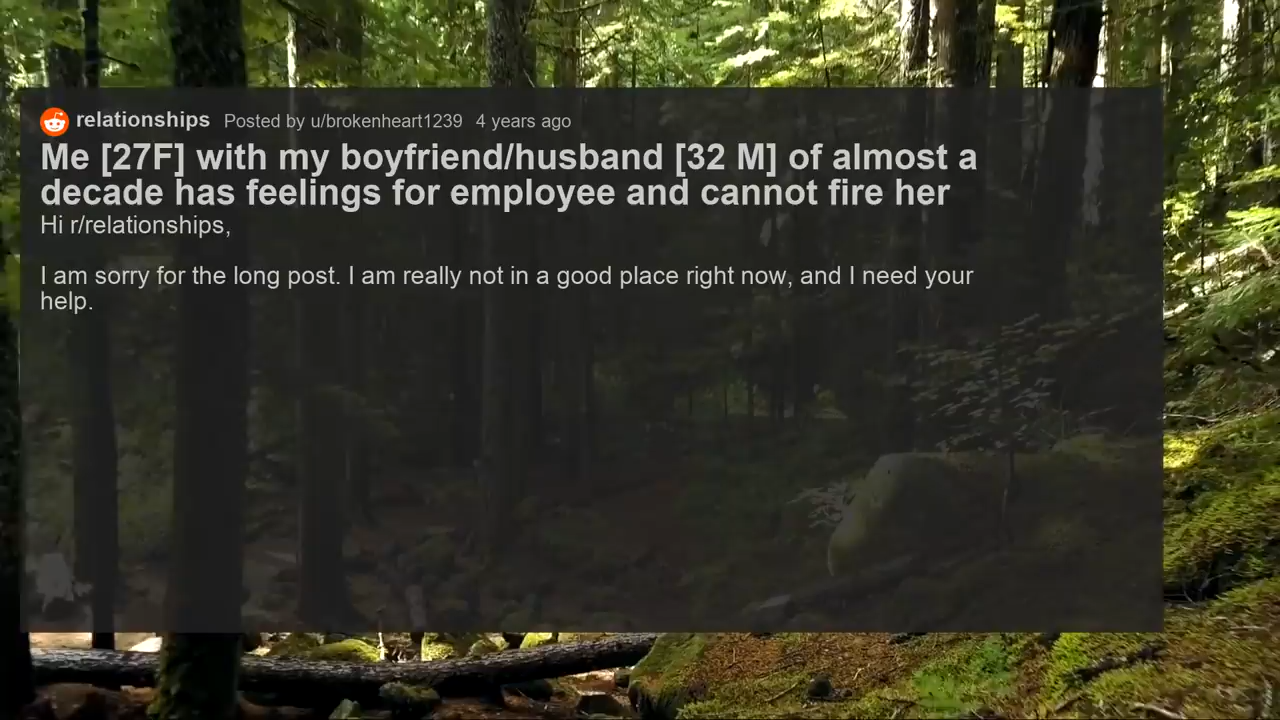 relationships Posted by u/brokenheart1239 4 years ago
Me [27F] with my boyfriend/husband [32 M] of almost a
decade has feelings for employee and cannot fire her
Hi r/relationships,
I am sorry for the long post. I am really not in a good place right now, and I need your
help.